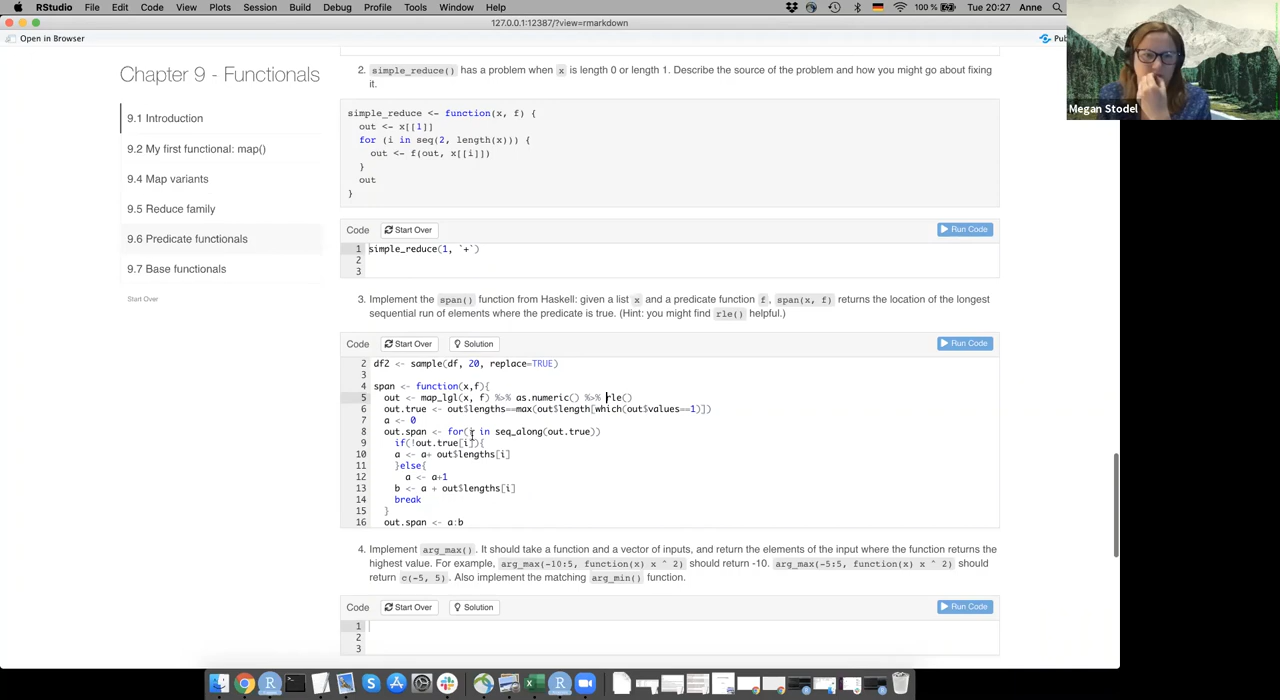 RStudio File Edit Code View Plots Session Build Debug Profile Tools Window Help 100 % Tue 20:27 Anne
127.0.0.1:12387/?view=rmarkdown
Open in Browser
Megan Stodel
Chapter 9 - Functionals
9.1 Introduction
9.2 My first functional: map()
9.4 Map variants
9.5 Reduce family
9.6 Predicate functionals
9.7 Base functionals
Start Over
2. simple_reduce() has a problem when x is length 0 or length 1. Describe the source of the problem and how you might go about fixing
it.
simple_reduce <- function(x, f) {
out <- x[[1]]
for (i in seq(2, length(x))) {
out <- f(out, x[[i]])
}
out
}
Code Start Over Run Code
1 simple_reduce(1, `+`)
2
3
3. Implement the span() function from Haskell: given a list x and a predicate function f, span(x, f) returns the location of the longest
sequential run of elements where the predicate is true. (Hint: you might find rle() helpful.)
Code Start Over Solution Run Code
2 df2 <- sample(df, 20, replace=TRUE)
3
4 span <- function(x,f){
5 out <- map_lgl(x, f) %>% as.numeric() %>% rle()
6 out.true <- out$lengths==max(out$length[which(out$values==1)])
7 a <- 0
8 out.span <- for(i in seq_along(out.true))
9 if(!out.true[i]){
10 a <- a+ out$lengths[i]
11 }else{
12 a <- a+1
13 b <- a + out$lengths[i]
14 break
15 }
16 out.span <- a:b
4. Implement arg_max(). It should take a function and a vector of inputs, and return the elements of the input where the function returns the
highest value. For example, arg_max(-10:5, function(x) x ^ 2) should return -10. arg_max(-5:5, function(x) x ^ 2) should
return c(-5, 5). Also implement the matching arg_min() function.
Code Start Over Solution Run Code
1
2
3